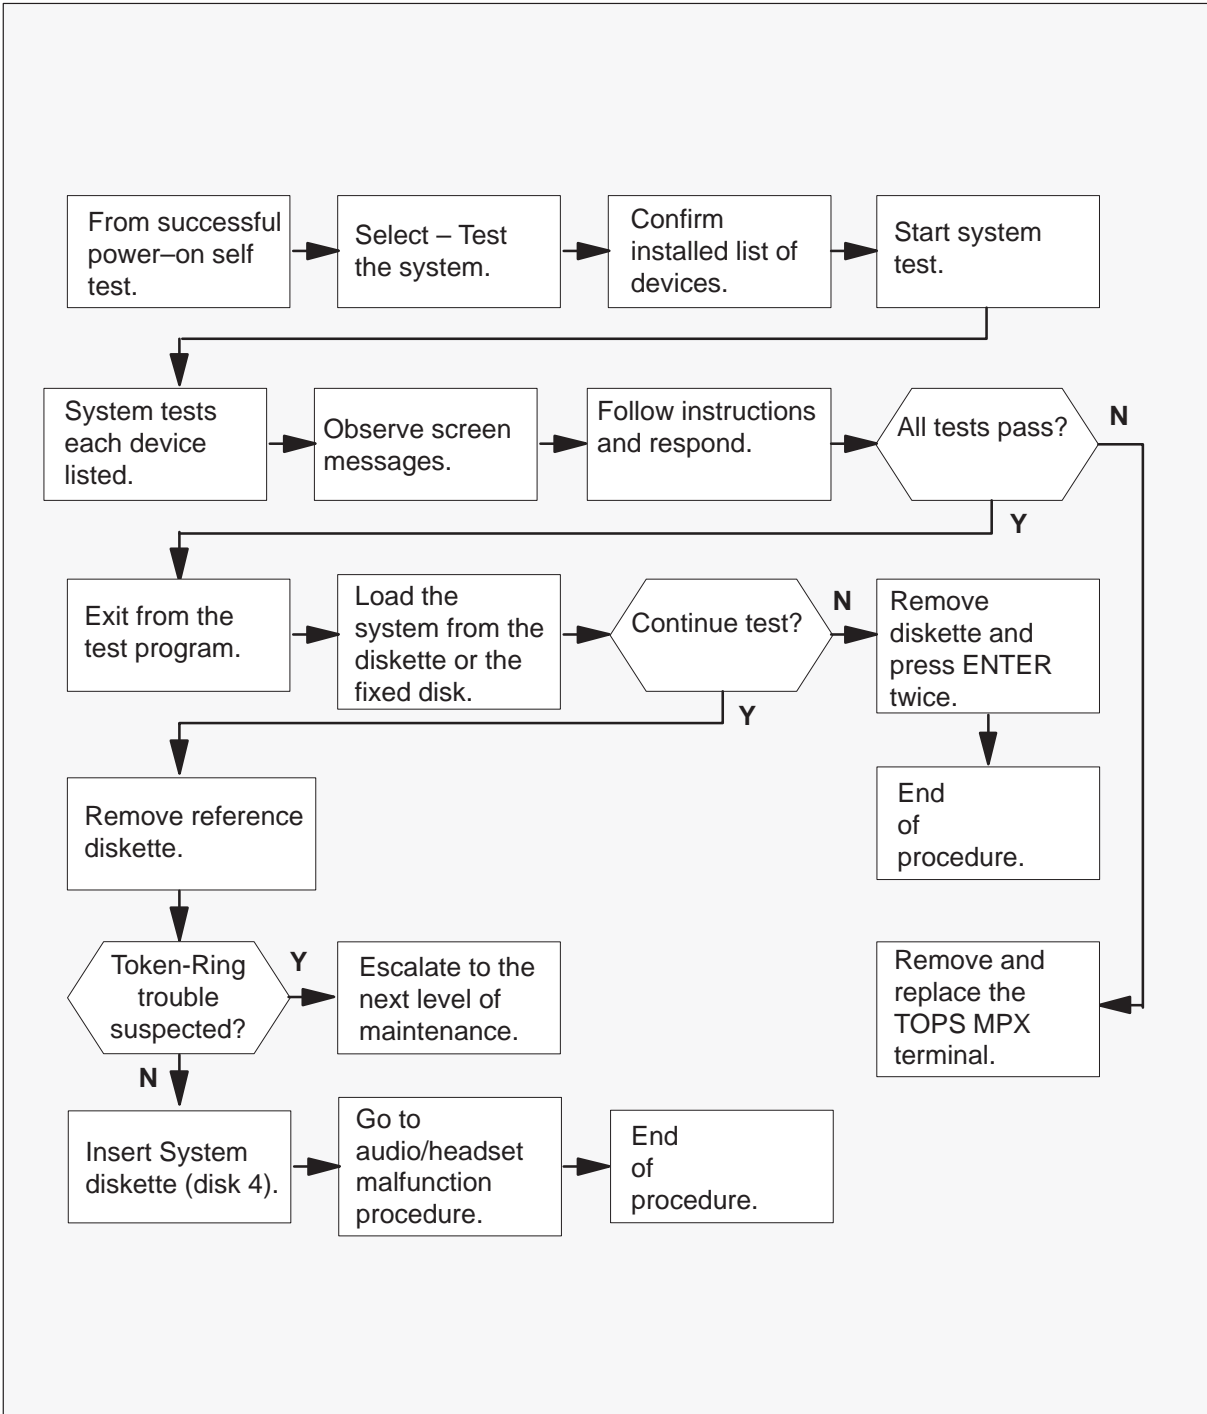 From successful
power–on self
test.
Select – Test
the system.
Confirm
installed list of
devices.
Start system
test.
System tests
each device
listed.
Observe screen
messages.
Follow instructions
and respond.
All tests pass?
N
Y
Exit from the
test program.
Load the
system from the
diskette or the
fixed disk.
Continue test?
N
Y
Remove
diskette and
press ENTER
twice.
End
of
procedure.
Remove reference
diskette.
Token-Ring
trouble
suspected?
Y
N
Escalate to the
next level of
maintenance.
Remove and
replace the
TOPS MPX
terminal.
Insert System
diskette (disk 4).
Go to
audio/headset
malfunction
procedure.
End
of
procedure.